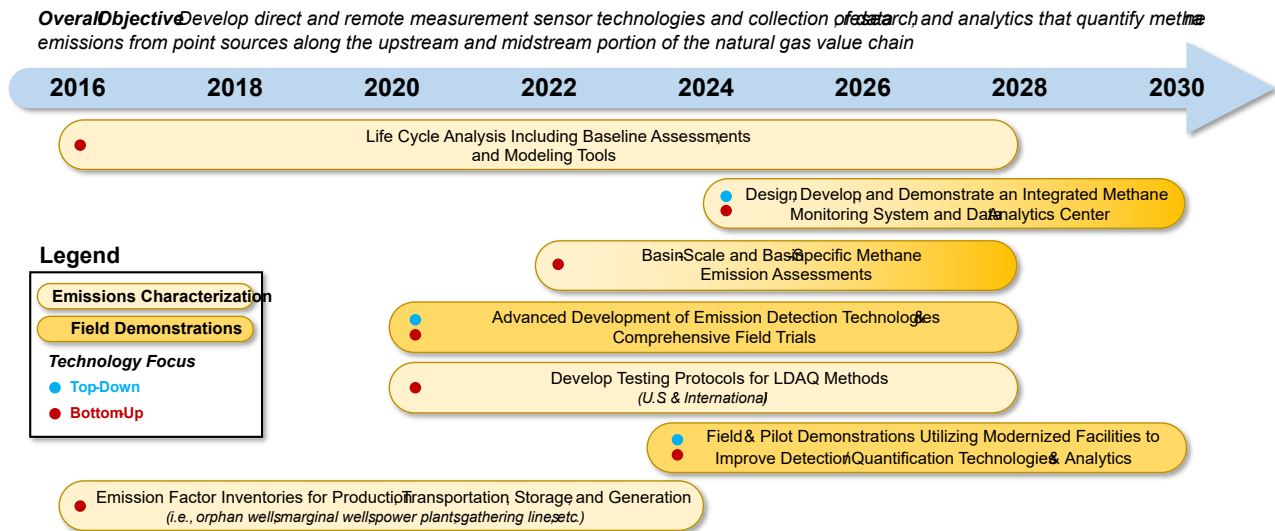 Overall Objective Develop direct and remote measurement sensor technologies and collection of data, research, and analytics that quantify methane
emissions from point sources along the upstream and midstream portion of the natural gas value chain
2016 2018 2020 2022 2024 2026 2028 2030
Life Cycle Analysis Including Baseline Assessments,
and Modeling Tools
Design, Develop, and Demonstrate an Integrated Methane
Monitoring System and Data Analytics Center
Basin-Scale and Basin-Specific Methane
Emission Assessments
Legend
Emissions Characterization
Field Demonstrations
Technology Focus
Top-Down
Bottom-Up
Advanced Development of Emission Detection Technologies &
Comprehensive Field Trials
Develop Testing Protocols for LDAQ Methods
(U.S & International)
Field & Pilot Demonstrations Utilizing Modernized Facilities to
Improve Detection/Quantification Technologies & Analytics
Emission Factor Inventories for Production, Transportation, Storage, and Generation
(i.e., orphan wells, marginal wells, power plants, gathering lines, etc.)